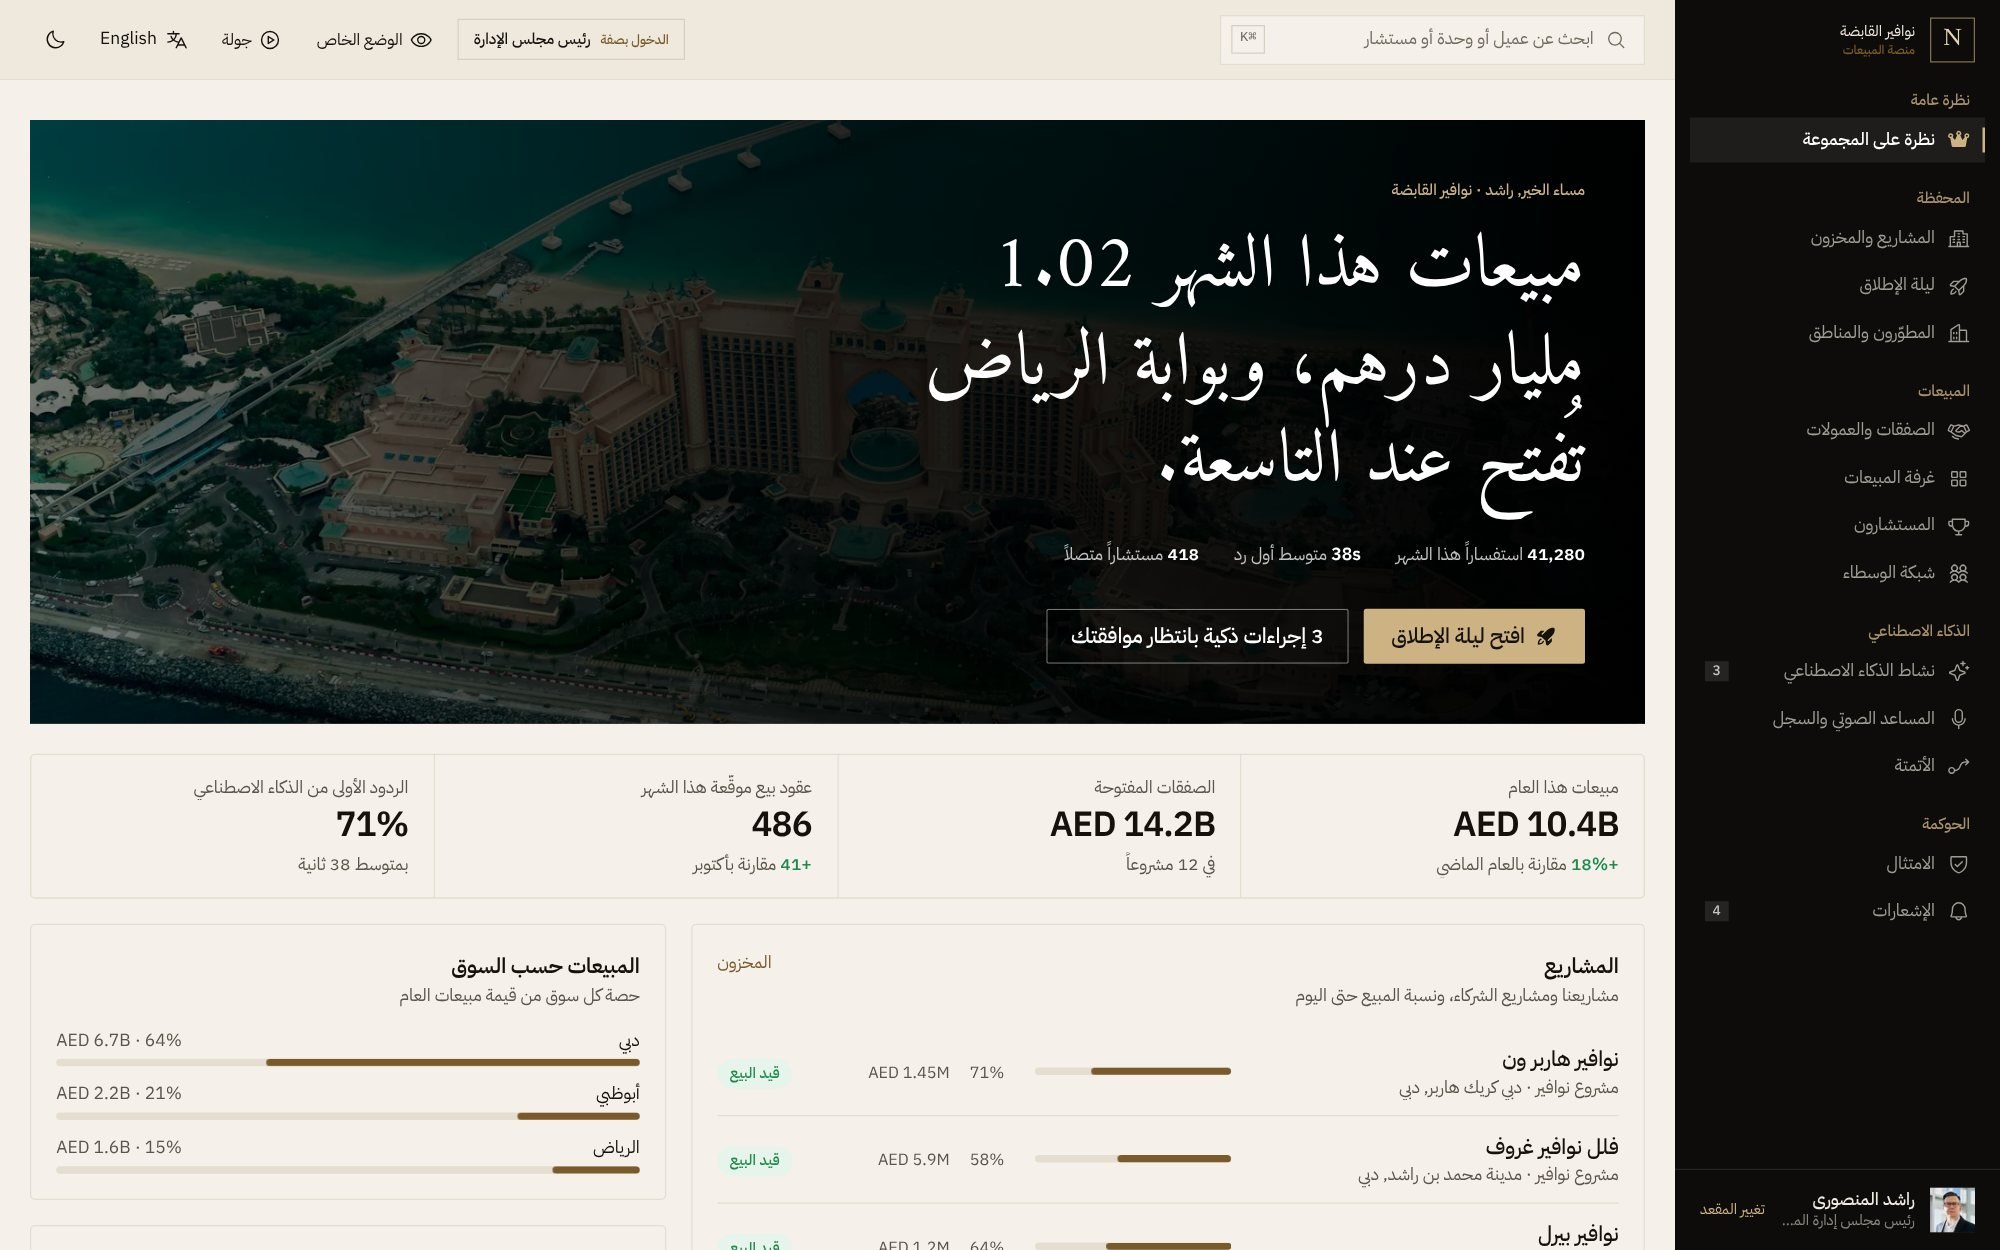 N
نوافير القابضة
منصة المبيعات
نظرة عامة
نظرة على المجموعة
المحفظة
المشاريع والمخزون
ليلة الإطلاق
المطوّرون والمناطق
المبيعات
الصفقات والعمولات
غرفة المبيعات
المستشارون
شبكة الوسطاء
الذكاء الاصطناعي
نشاط الذكاء الاصطناعي 3
المساعد الصوتي والسجل
الأتمتة
الحوكمة
الامتثال
الإشعارات 4
راشد المنصوري
رئيس مجلس إدارة المـ...
تغيير المقعد
ابحث عن عميل أو وحدة أو مستشار
⌘K
الدخول بصفة رئيس مجلس الإدارة
الوضع الخاص
جولة
English
مساء الخير, راشد · نوافير القابضة
مبيعات هذا الشهر 1.02
مليار درهم، وبوابة الرياض
تُفتح عند التاسعة.
41,280 استفساراً هذا الشهر
38s متوسط أول رد
418 مستشاراً متصلاً
افتح ليلة الإطلاق
3 إجراءات ذكية بانتظار موافقتك
مبيعات هذا العام
AED 10.4B
+18% مقارنة بالعام الماضي
الصفقات المفتوحة
AED 14.2B
في 12 مشروعاً
عقود بيع موقّعة هذا الشهر
486
+41 مقارنة بأكتوبر
الردود الأولى من الذكاء الاصطناعي
71%
بمتوسط 38 ثانية
المشاريع
المخزون
مشاريعنا ومشاريع الشركاء، ونسبة المبيع حتى اليوم
نوافير هاربر ون
مشروع نوافير · دبي كريك هاربر, دبي
71%
AED 1.45M
قيد البيع
فلل نوافير غروف
مشروع نوافير · مدينة محمد بن راشد, دبي
58%
AED 5.9M
قيد البيع
نوافير بيرل
64%
AED 1.2M
قيد البيع
المبيعات حسب السوق
حصة كل سوق من قيمة مبيعات العام
دبي
AED 6.7B · 64%
أبوظبي
AED 2.2B · 21%
الرياض
AED 1.6B · 15%